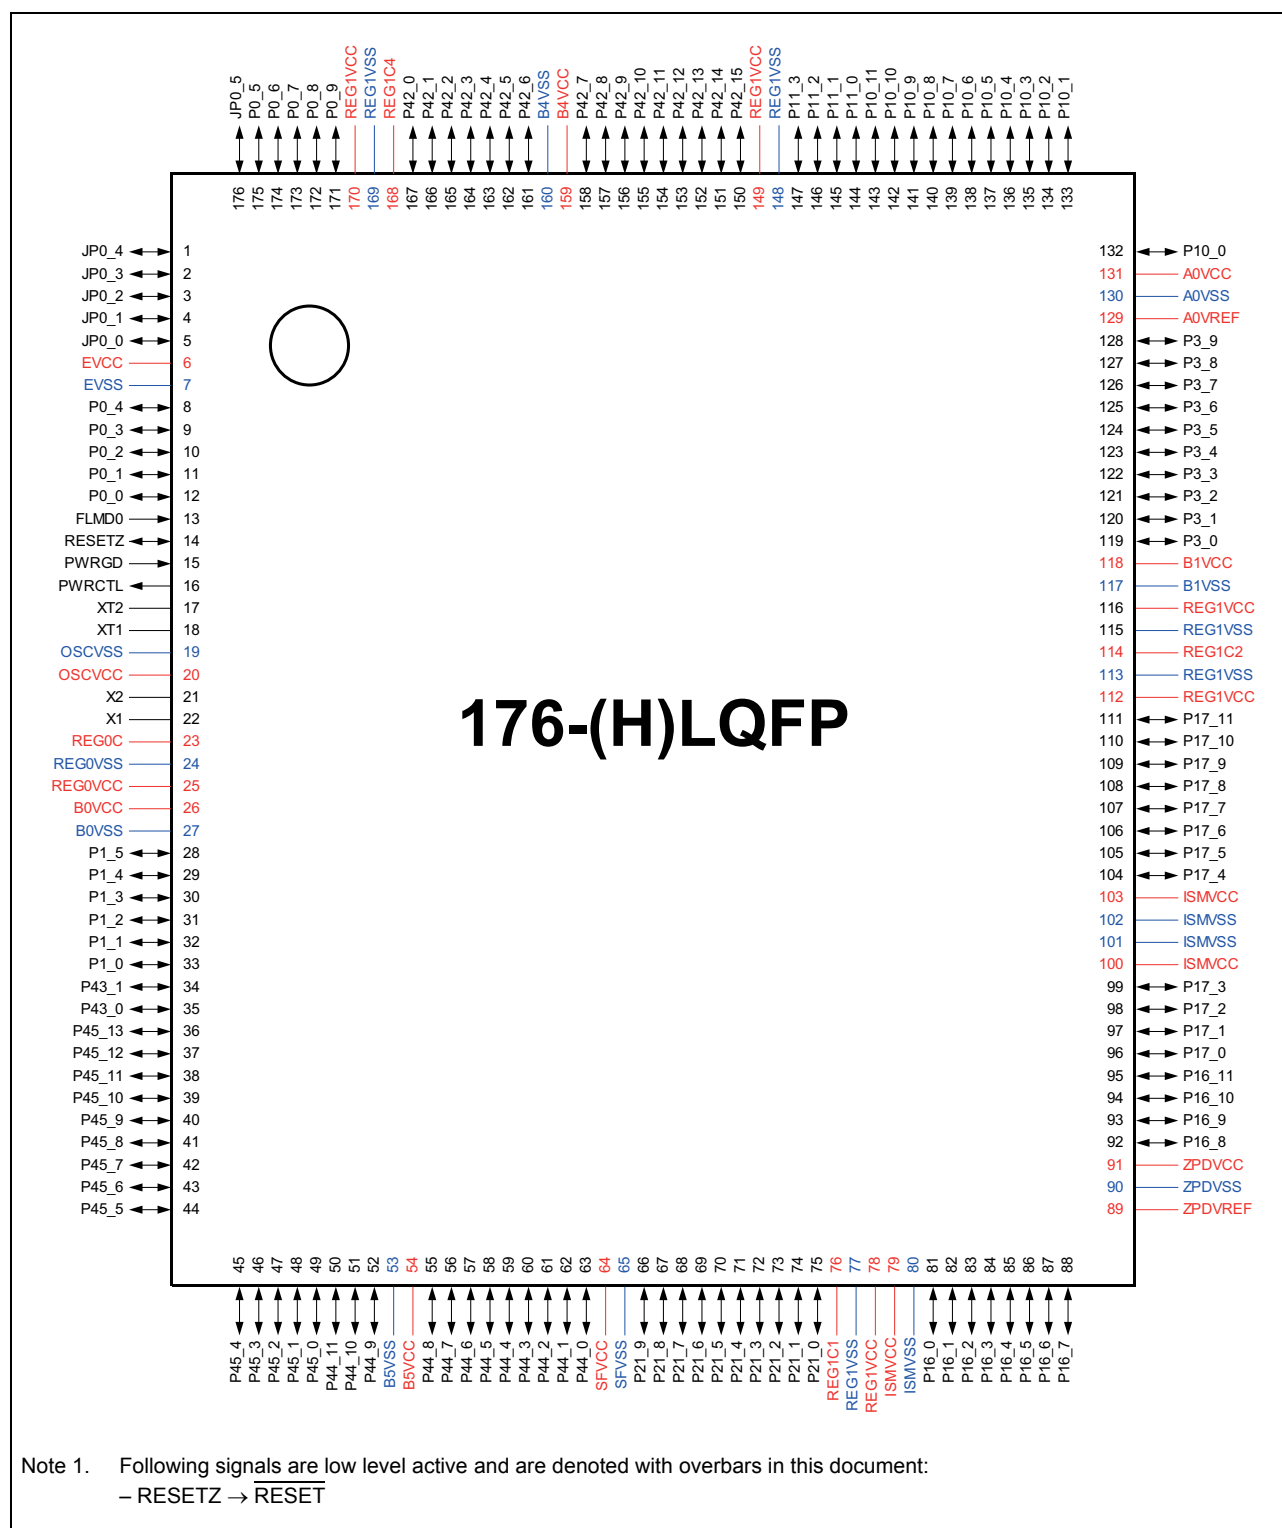 JP0_5 P0_5 P0_6 P0_7 P0_8 P0_9 REG1VCC REG1VSS REG1C4 P42_0 P42_1 P42_2 P42_3 P42_4 P42_5 P42_6 B4VSS B4VCC P42_7 P42_8 P42_9 P42_10 P42_11 P42_12 P42_13 P42_14 P42_15 REG1VCC REG1VSS P11_3 P11_2 P11_1 P11_0 P10_11 P10_10 P10_9 P10_8 P10_7 P10_6 P10_5 P10_4 P10_3 P10_2 P10_1
176 175 174 173 172 171 170 169 168 167 166 165 164 163 162 161 160 159 158 157 156 155 154 153 152 151 150 149 148 147 146 145 144 143 142 141 140 139 138 137 136 135 134 133
JP0_4 1 132 P10_0
JP0_3 2 131 A0VCC
JP0_2 3 130 A0VSS
JP0_1 4 129 A0VREF
JP0_0 5 128 P3_9
EVCC 6 127 P3_8
EVSS 7 126 P3_7
P0_4 8 125 P3_6
P0_3 9 124 P3_5
P0_2 10 123 P3_4
P0_1 11 122 P3_3
P0_0 12 121 P3_2
FLMD0 13 120 P3_1
RESETZ 14 119 P3_0
PWRGD 15 118 B1VCC
PWRCTL 16 117 B1VSS
XT2 17 116 REG1VCC
XT1 18 115 REG1VSS
OSCVSS 19 114 REG1C2
OSCVCC 20 113 REG1VSS
X2 21 112 REG1VCC
X1 22 111 P17_11
REG0C 23 110 P17_10
REG0VSS 24 109 P17_9
REG0VCC 25 108 P17_8
B0VCC 26 107 P17_7
B0VSS 27 106 P17_6
P1_5 28 105 P17_5
P1_4 29 104 P17_4
P1_3 30 103 ISMVCC
P1_2 31 102 ISMVSS
P1_1 32 101 ISMVSS
P1_0 33 100 ISMVCC
P43_1 34 99 P17_3
P43_0 35 98 P17_2
P45_13 36 97 P17_1
P45_12 37 96 P17_0
P45_11 38 95 P16_11
P45_10 39 94 P16_10
P45_9 40 93 P16_9
P45_8 41 92 P16_8
P45_7 42 91 ZPDVCC
P45_6 43 90 ZPDVSS
P45_5 44 89 ZPDVREF
176-(H)LQFP
45 46 47 48 49 50 51 52 53 54 55 56 57 58 59 60 61 62 63 64 65 66 67 68 69 70 71 72 73 74 75 76 77 78 79 80 81 82 83 84 85 86 87 88
P45_4 P45_3 P45_2 P45_1 P45_0 P44_11 P44_10 P44_9 B5VSS B5VCC P44_8 P44_7 P44_6 P44_5 P44_4 P44_3 P44_2 P44_1 P44_0 SFVCC SFVSS P21_9 P21_8 P21_7 P21_6 P21_5 P21_4 P21_3 P21_2 P21_1 P21_0 REG1C1 REG1VSS REG1VCC ISMVCC ISMVSS P16_0 P16_1 P16_2 P16_3 P16_4 P16_5 P16_6 P16_7
Note 1. Following signals are low level active and are denoted with overbars in this document:
– RESETZ → RESET